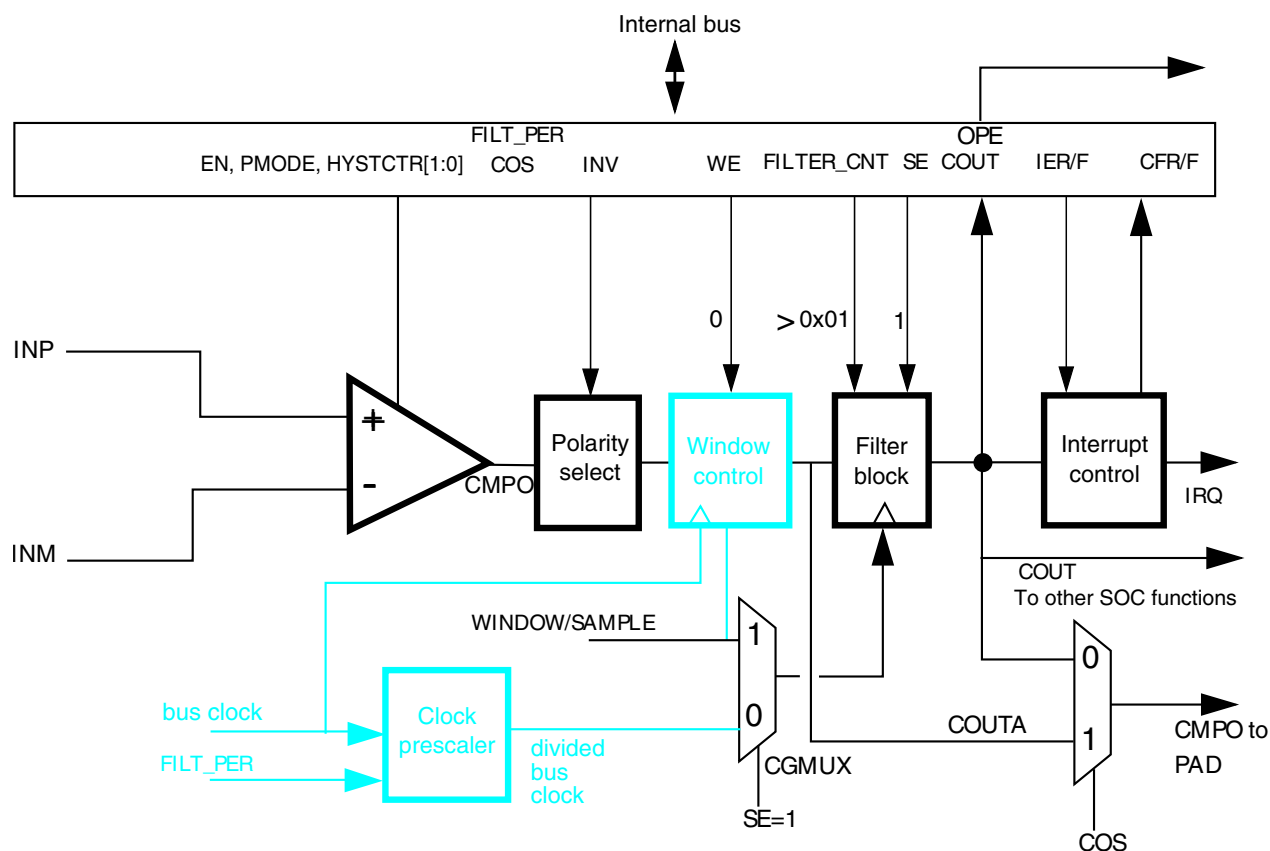 Internal bus
FILT_PER
OPE
EN, PMODE, HYSTCTR[1:0]
COS
INV
WE
FILTER_CNT
SE
COUT
IER/F
CFR/F
0
> 0x01
1
INP
+
-
INM
CMPO
Polarity
select
Window
control
Filter
block
Interrupt
control
IRQ
COUT
To other SOC functions
WINDOW/SAMPLE
1
0
bus clock
FILT_PER
Clock
prescaler
divided
bus
clock
CGMUX
SE=1
0
1
COUTA
CMPO to
PAD
COS